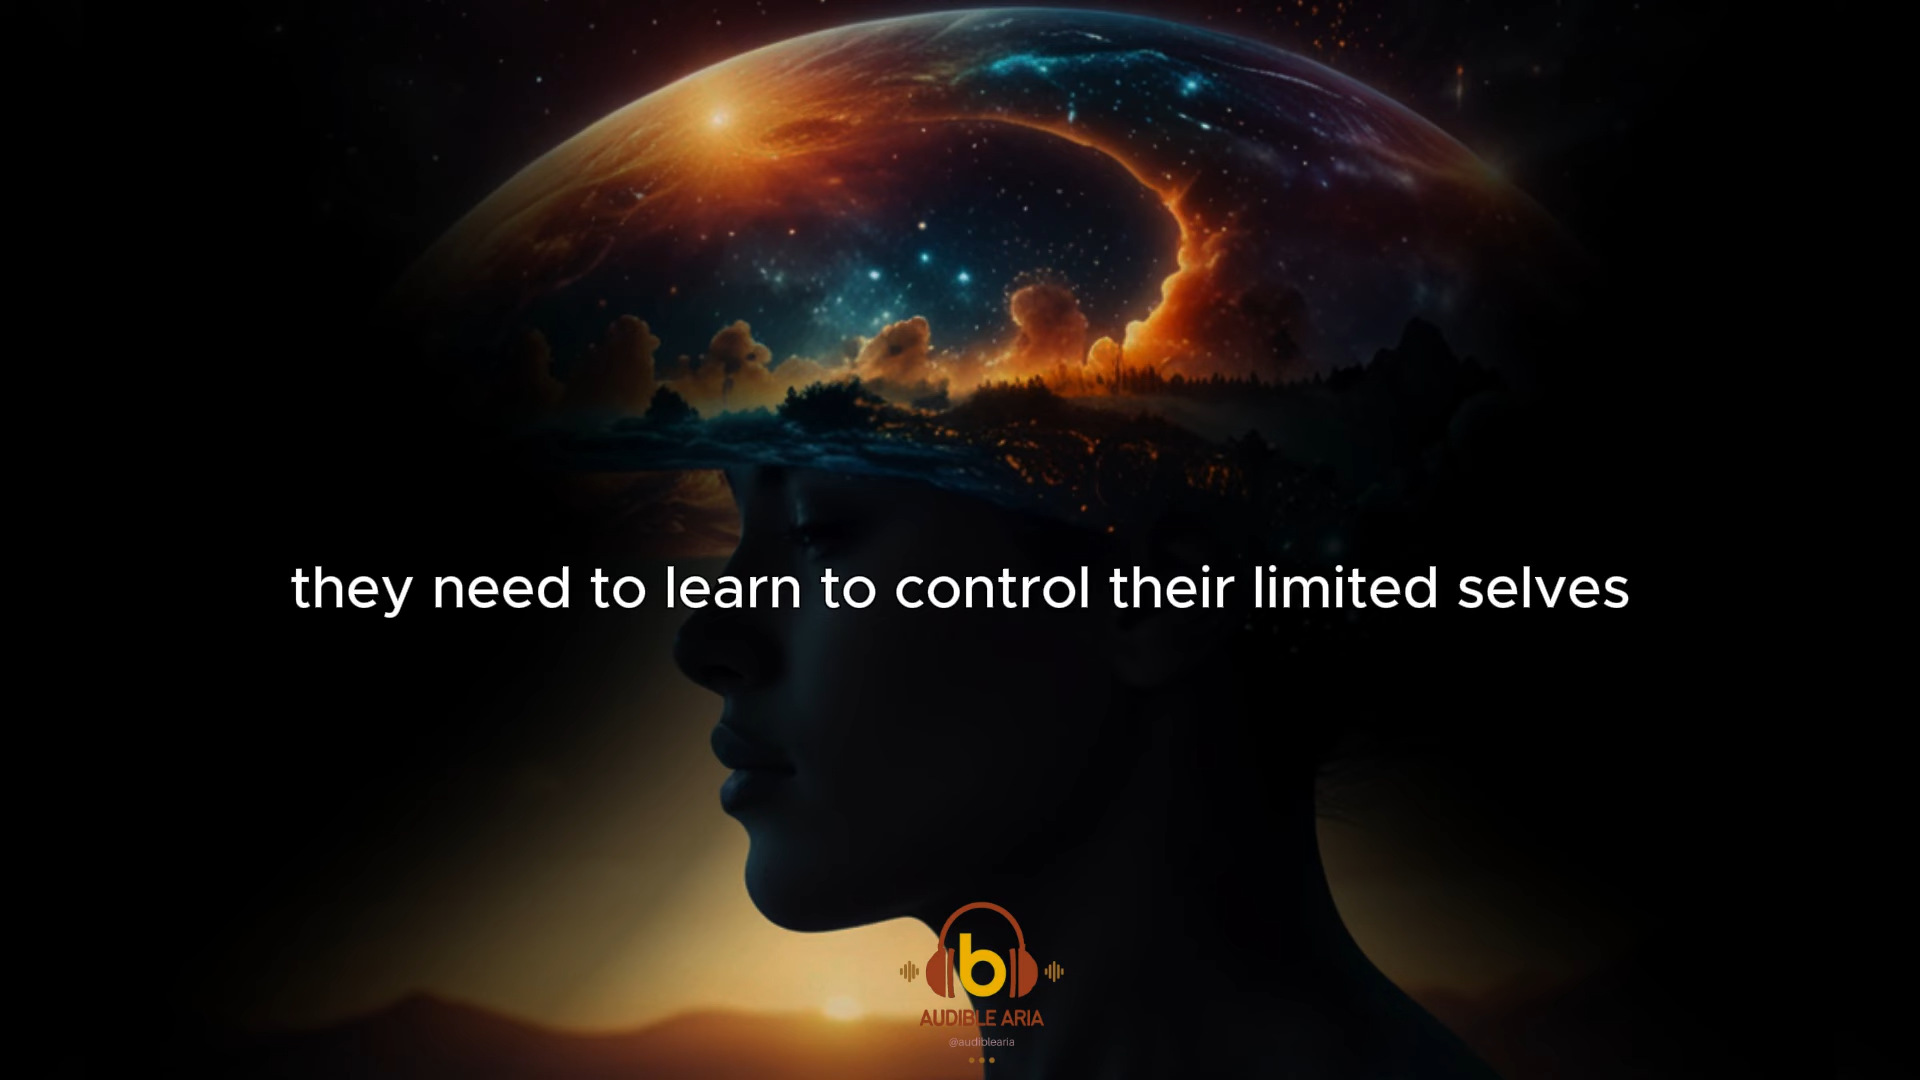 they need to learn to control their limited selves
b
AUDIBLE ARIA
@audiblearia